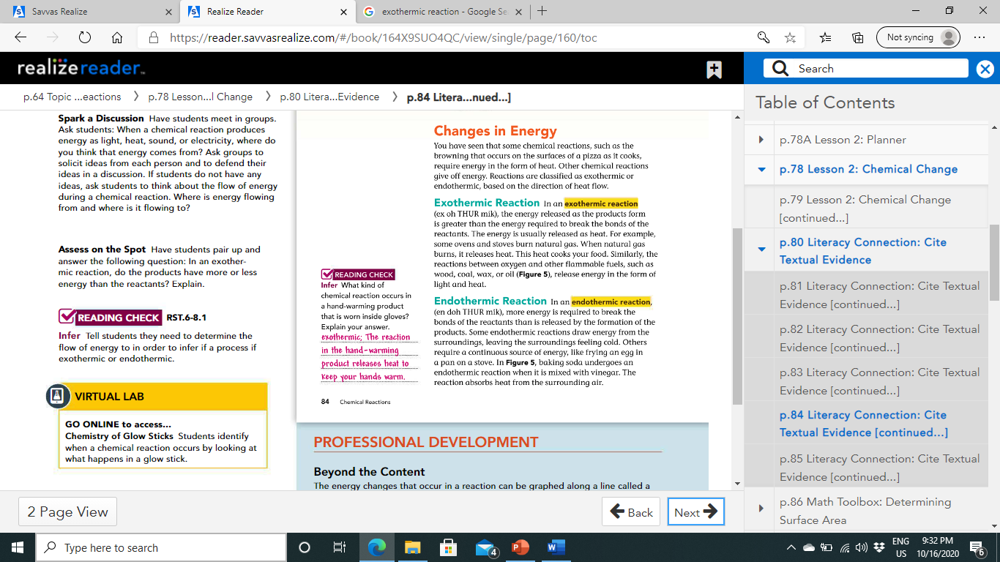 Savvas Realize
Realize Reader
exothermic reaction - Google Se
https://reader.savvasrealize.com/#/book/164X9SUO4QC/view/single/page/160/toc
Not syncing
realizereader
Search
p.64 Topic ...eactions
p.78 Lesson...l Change
p.80 Litera...Evidence
p.84 Litera...nued...]
Spark a Discussion Have students meet in groups.
Ask students: When a chemical reaction produces
energy as light, heat, sound, or electricity, where do
you think that energy comes from? Ask groups to
solicit ideas from each person and to defend their
ideas in a discussion. If students do not have any
ideas, ask students to think about the flow of energy
during a chemical reaction. Where is energy flowing
from and where is it flowing to?
Assess on the Spot Have students pair up and
answer the following question: In an exother-
mic reaction, do the products have more or less
energy than the reactants? Explain.
READING CHECK RST.6-8.1
Infer Tell students they need to determine the
flow of energy to in order to infer if a process if
exothermic or endothermic.
VIRTUAL LAB
GO ONLINE to access...
Chemistry of Glow Sticks Students identify
when a chemical reaction occurs by looking at
what happens in a glow stick.
Changes in Energy
You have seen that some chemical reactions, such as the
browning that occurs on the surfaces of a pizza as it cooks,
require energy in the form of heat. Other chemical reactions
give off energy. Reactions are classified as exothermic or
endothermic, based on the direction of heat flow.
Exothermic Reaction In an exothermic reaction
(ex oh THUR mik), the energy released as the products form
is greater than the energy required to break the bonds of the
reactants. The energy is usually released as heat. For example,
some ovens and stoves burn natural gas. When natural gas
burns, it releases heat. This heat cooks your food. Similarly, the
reactions between oxygen and other flammable fuels, such as
wood, coal, wax, or oil (Figure 5), release energy in the form of
light and heat.
READING CHECK
Infer What kind of
chemical reaction occurs in
a hand-warming product
that is worn inside gloves?
Explain your answer.
exothermic; The reaction
in the hand-warming
product releases heat to
keep your hands warm.
Endothermic Reaction In an endothermic reaction,
(en doh THUR mik), more energy is required to break the
bonds of the reactants than is released by the formation of the
products. Some endothermic reactions draw energy from the
surroundings, leaving the surroundings feeling cold. Others
require a continuous source of energy, like frying an egg in
a pan on a stove. In Figure 5, baking soda undergoes an
endothermic reaction when it is mixed with vinegar. The
reaction absorbs heat from the surrounding air.
84 Chemical Reactions
PROFESSIONAL DEVELOPMENT
Beyond the Content
The energy changes that occur in a reaction can be graphed along a line called a
Table of Contents
p.78A Lesson 2: Planner
p.78 Lesson 2: Chemical Change
p.79 Lesson 2: Chemical Change
[continued...]
p.80 Literacy Connection: Cite
Textual Evidence
p.81 Literacy Connection: Cite Textual
Evidence [continued...]
p.82 Literacy Connection: Cite Textual
Evidence [continued...]
p.83 Literacy Connection: Cite Textual
Evidence [continued...]
p.84 Literacy Connection: Cite
Textual Evidence [continued...]
p.85 Literacy Connection: Cite Textual
Evidence [continued...]
p.86 Math Toolbox: Determining
Surface Area
2 Page View
Back
Next
Type here to search
4
ENG
US
9:32 PM
10/16/2020
6